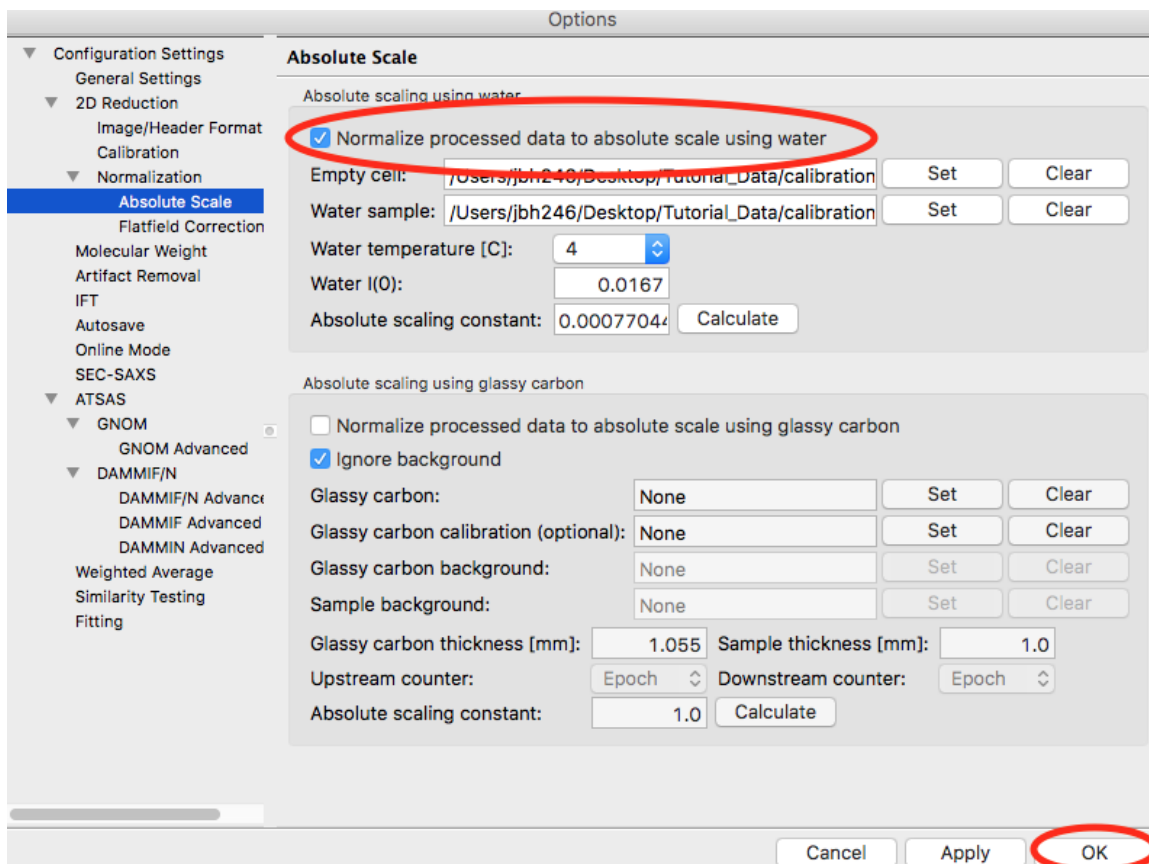 Options
Configuration Settings
General Settings
2D Reduction
Image/Header Format
Calibration
Normalization
Absolute Scale
Flatfield Correction
Molecular Weight
Artifact Removal
IFT
Autosave
Online Mode
SEC-SAXS
ATSAS
GNOM
GNOM Advanced
DAMMIF/N
DAMMIF/N Advance
DAMMIF Advanced
DAMMIN Advanced
Weighted Average
Similarity Testing
Fitting
Absolute Scale
Absolute scaling using water
Normalize processed data to absolute scale using water
Empty cell: /Users/jbh246/Desktop/Tutorial_Data/calibration Set Clear
Water sample: /Users/jbh246/Desktop/Tutorial_Data/calibration Set Clear
Water temperature [C]: 4
Water I(0): 0.0167
Absolute scaling constant: 0.00077044 Calculate
Absolute scaling using glassy carbon
Normalize processed data to absolute scale using glassy carbon
Ignore background
Glassy carbon: None Set Clear
Glassy carbon calibration (optional): None Set Clear
Glassy carbon background: None Set Clear
Sample background: None Set Clear
Glassy carbon thickness [mm]: 1.055 Sample thickness [mm]: 1.0
Upstream counter: Epoch Downstream counter: Epoch
Absolute scaling constant: 1.0 Calculate
Cancel Apply OK